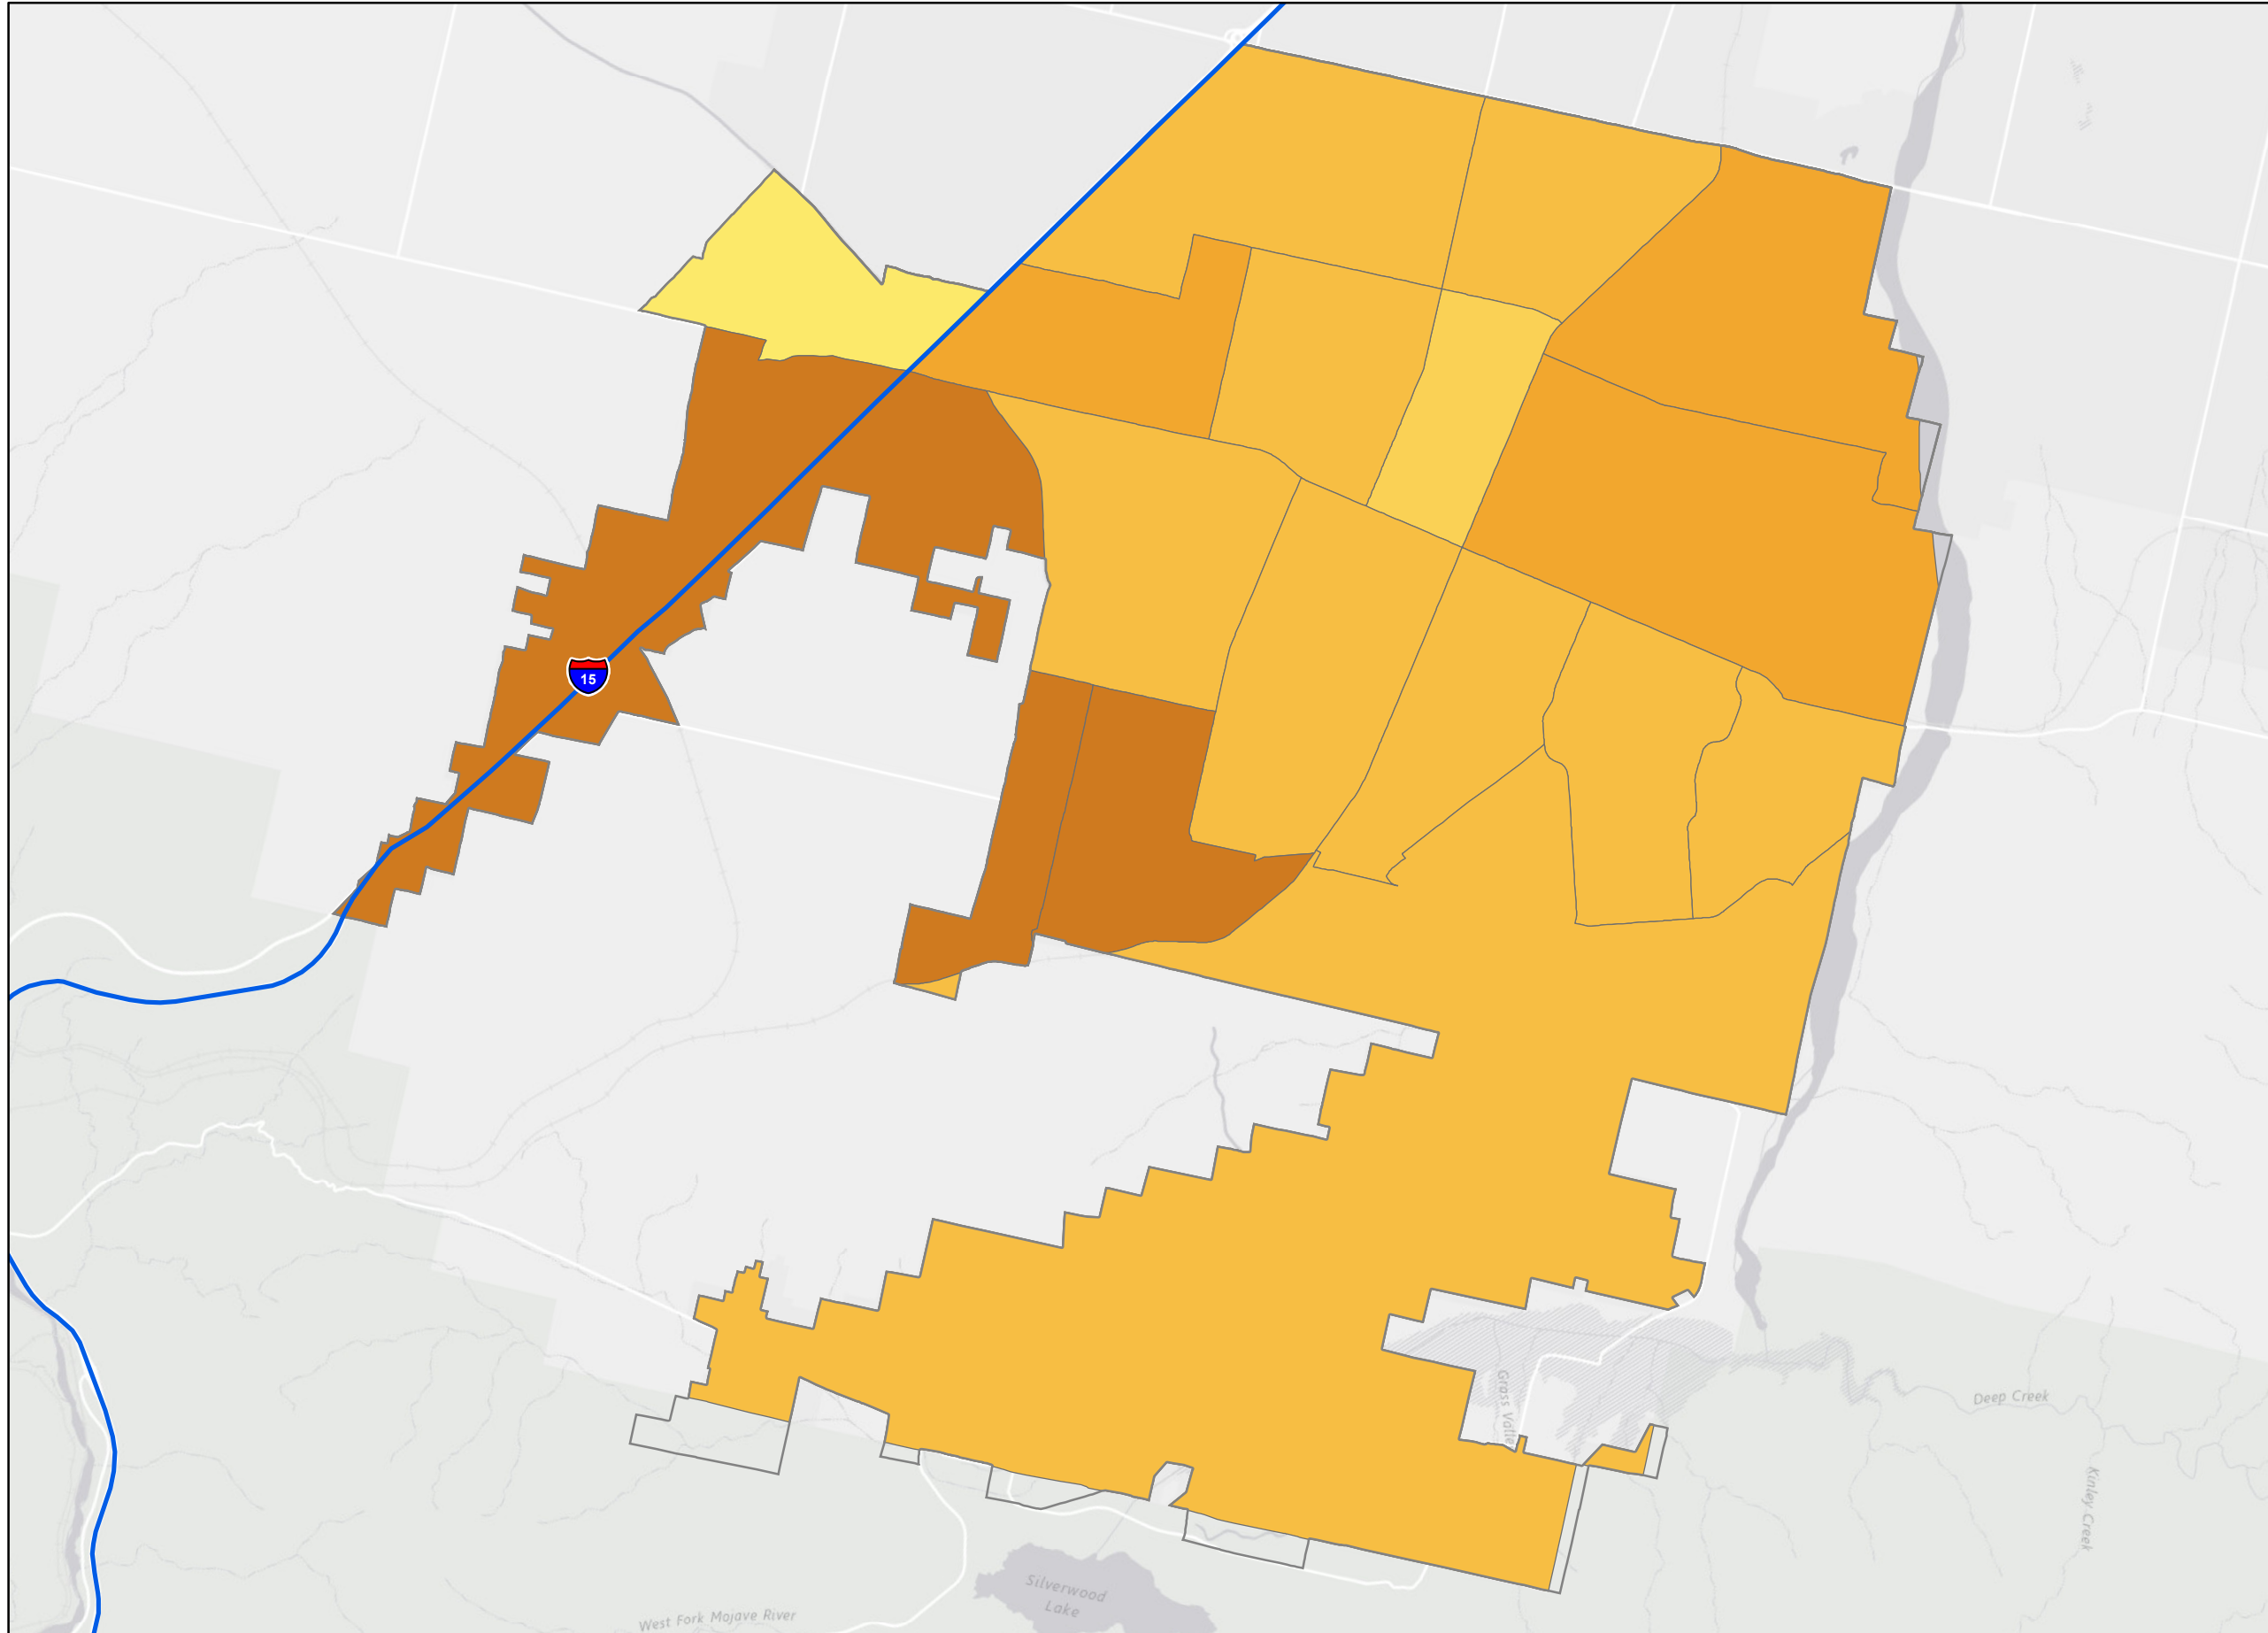 15
Grass Valle
Deep Creek
Kinley Creek
Silverwood
Lake
West Fork Mojave River